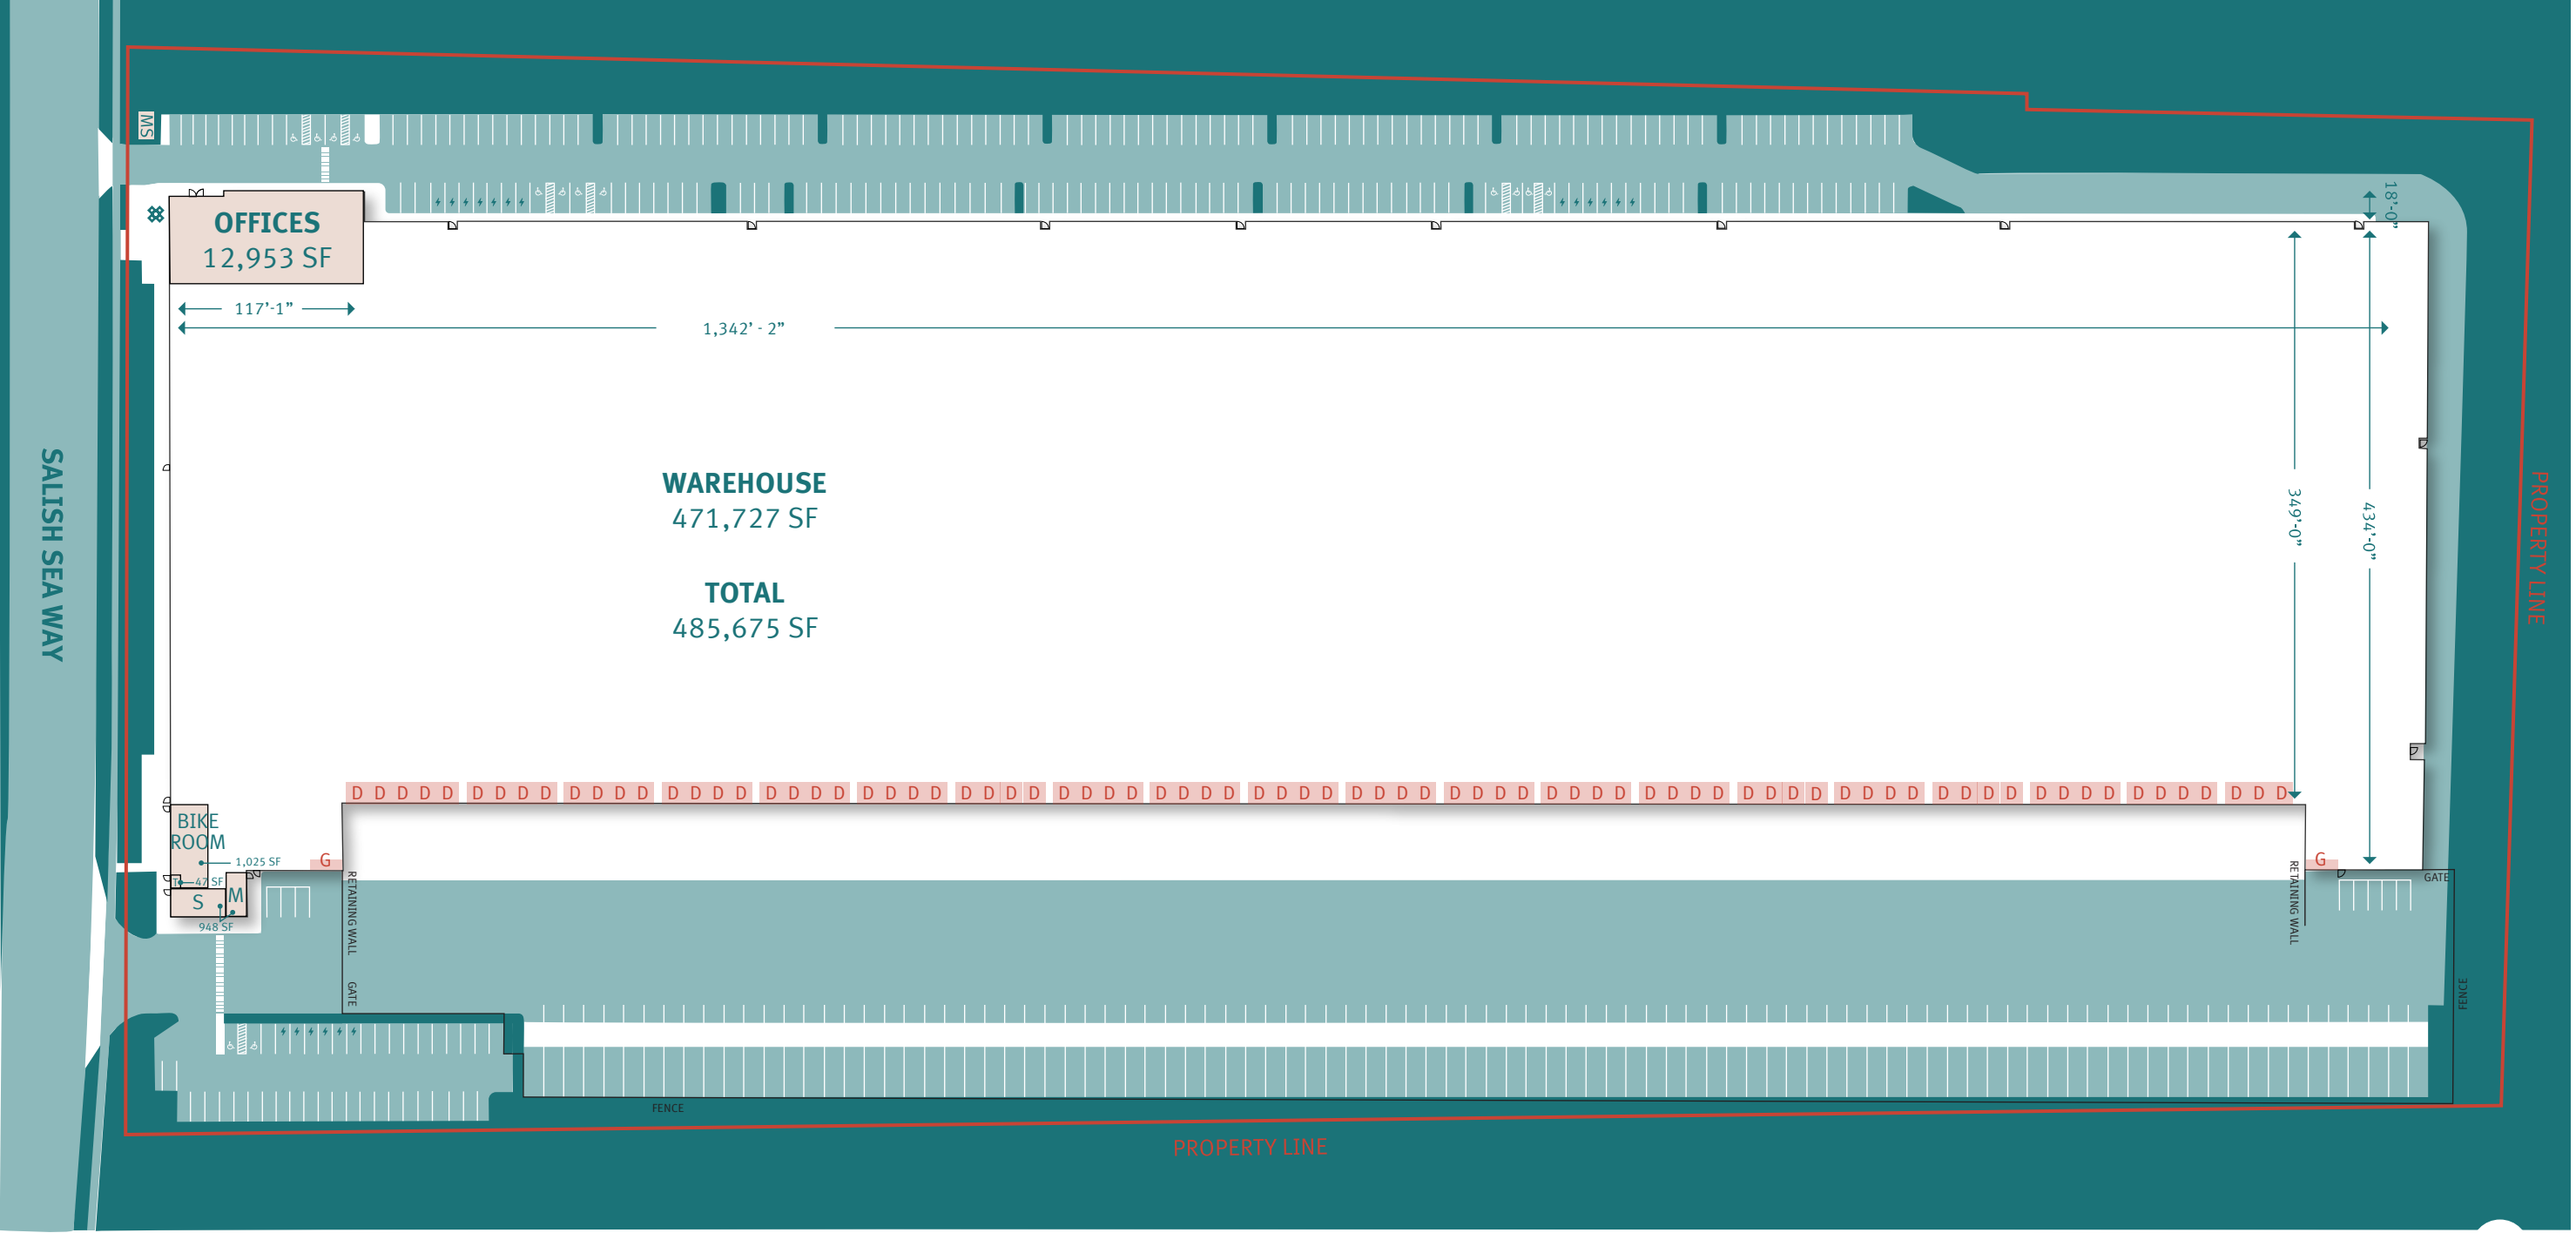 MS
18'-0”
OFFICES
12,953 SF
117’-1”
1,342’ - 2”
SALISH SEA WAY
WAREHOUSE
471,727 SF
TOTAL
485,675 SF
349’-0”
434’-0”
PROPERTY LINE
D D D D D D D D D D D D D D D D D D D D D D D D D D D D D D D D D D D D D D D D D D D D D D D D D D D D D D D D D D D D D D D D D D D D D D D D D D D D D D D D
BIKE
ROOM
1,025 SF
G
G
T
47 SF
S
M
948 SF
RETAINING WALL
GATE
RETAINING WALL
GATE
FENCE
FENCE
PROPERTY LINE